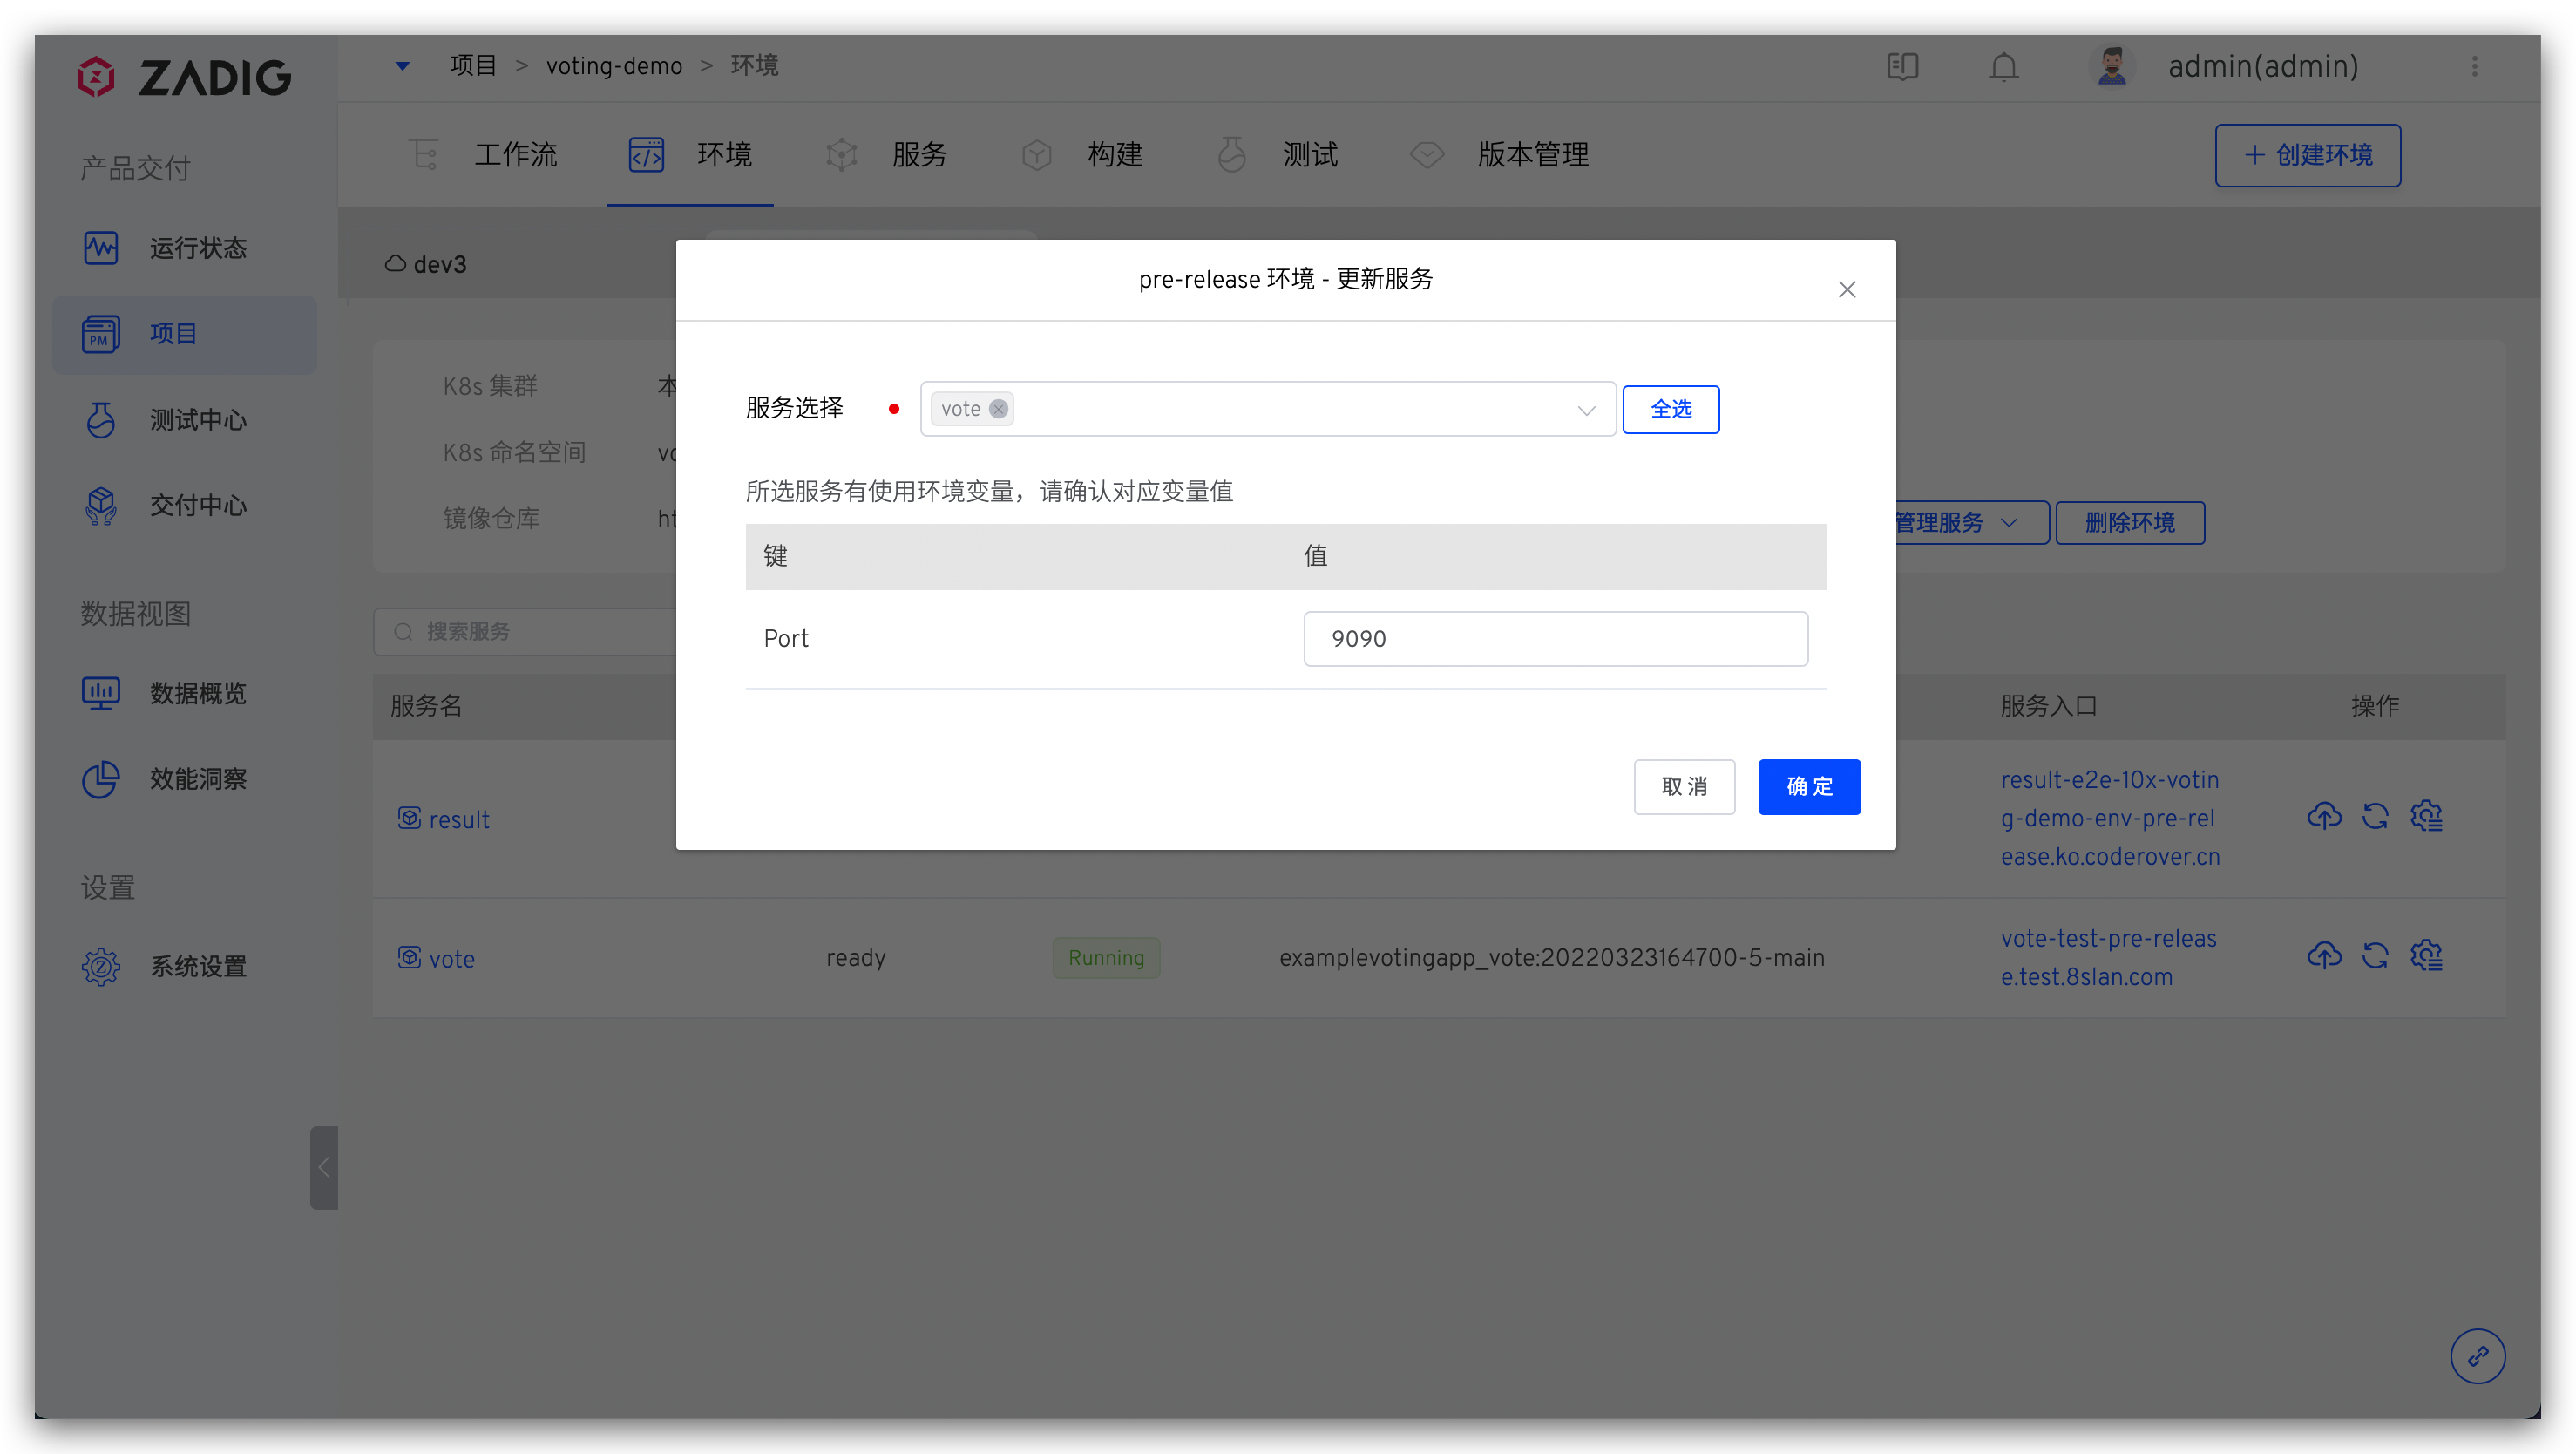 ZADIG
项目 > voting-demo > 环境
admin(admin)
工作流
环境
服务
构建
测试
版本管理
+ 创建环境
产品交付
运行状态
项目
PM
测试中心
交付中心
数据视图
数据概览
效能洞察
设置
系统设置
dev3
K8s 集群 本
K8s 命名空间
镜像仓库
管理服务
删除环境
搜索服务
服务名 服务入口 操作
result
result-e2e-10x-votin
g-demo-env-pre-rel
ease.ko.coderover.cn
vote ready Running examplevotingapp_vote:20220323164700-5-main
vote-test-pre-releas
e.test.8slan.com
pre-release 环境 - 更新服务
服务选择 vote 全选
所选服务有使用环境变量，请确认对应变量值
键 值
Port 9090
取消 确定